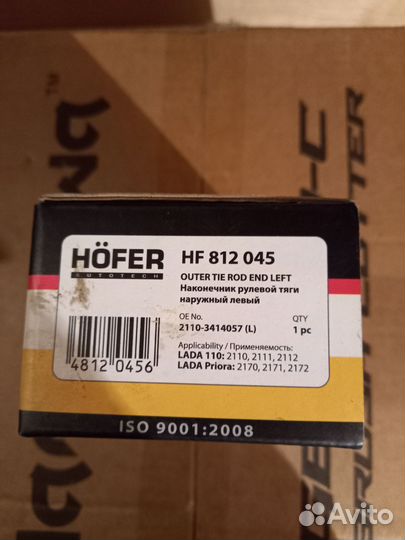 HÖFER
AUTOTECH
HF 812 045
OUTER TIE ROD END LEFT
Наконечник рулевой тяги
наружный левый
OE No.
QTY
2110-3414057 (L)
1 pc
Applicability / Применяемость:
LADA 110: 2110, 2111, 2112
LADA Priora: 2170, 2171, 2172
4812 0456
ISO 9001:2008
Avito